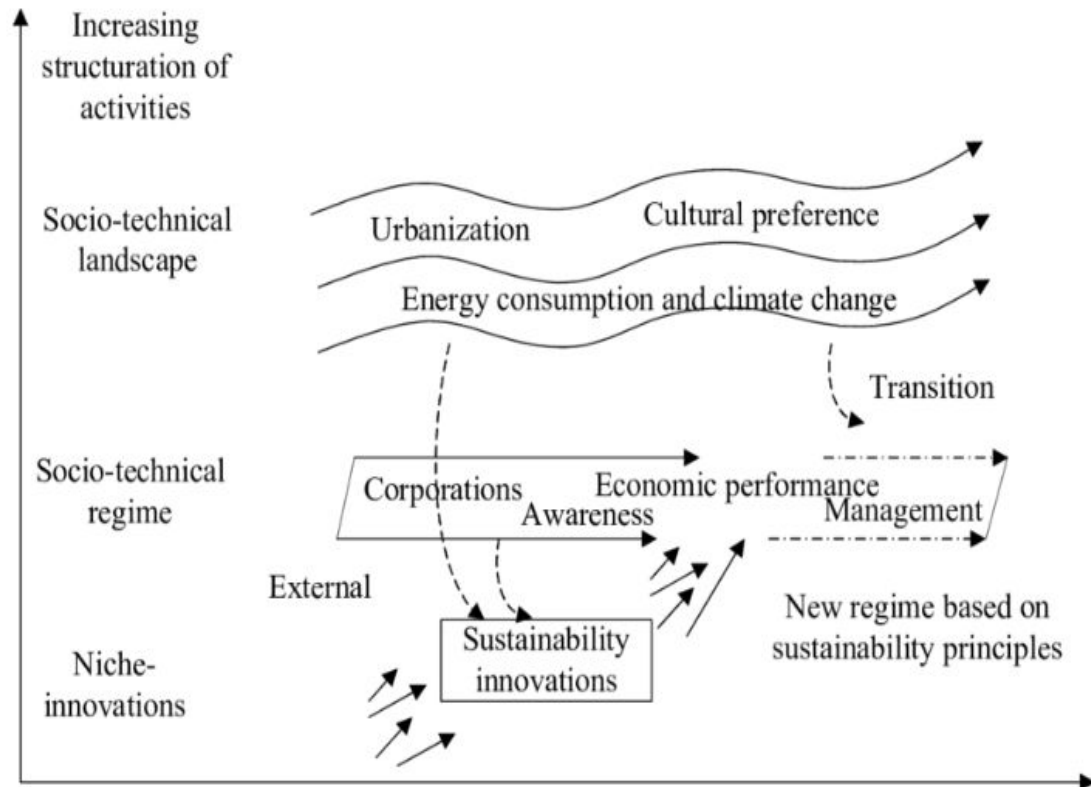 Increasing
structuration of
activities
Socio-technical
landscape
Urbanization
Cultural preference
Energy consumption and climate change
Transition
Socio-technical
regime
Corporations
Economic performance
Awareness
Management
External
New regime based on
sustainability principles
Niche-
innovations
Sustainability
innovations